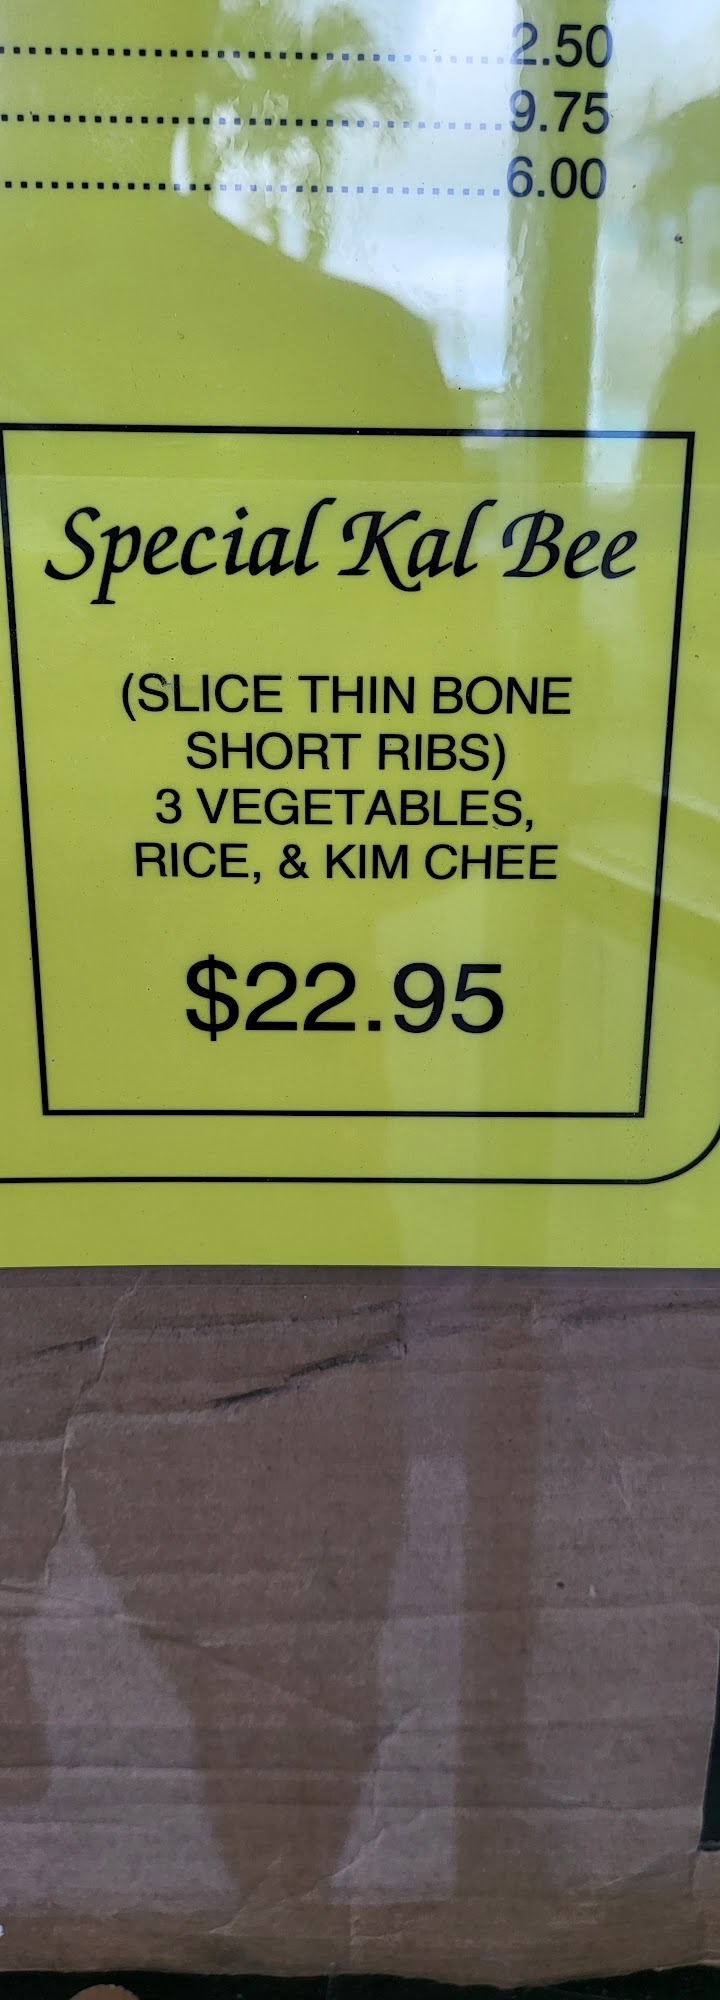 ..........................................2.50
..........................................9.75
..........................................6.00
Special Kal Bee
(SLICE THIN BONE
SHORT RIBS)
3 VEGETABLES,
RICE, & KIM CHEE
$22.95